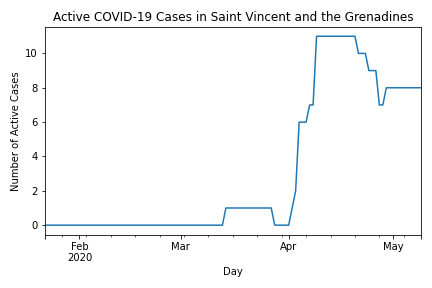 Active COVID-19 Cases in Saint Vincent and the Grenadines
Number of Active Cases
10
8
6
4
2
0
Feb
2020
Mar
Apr
May
Day